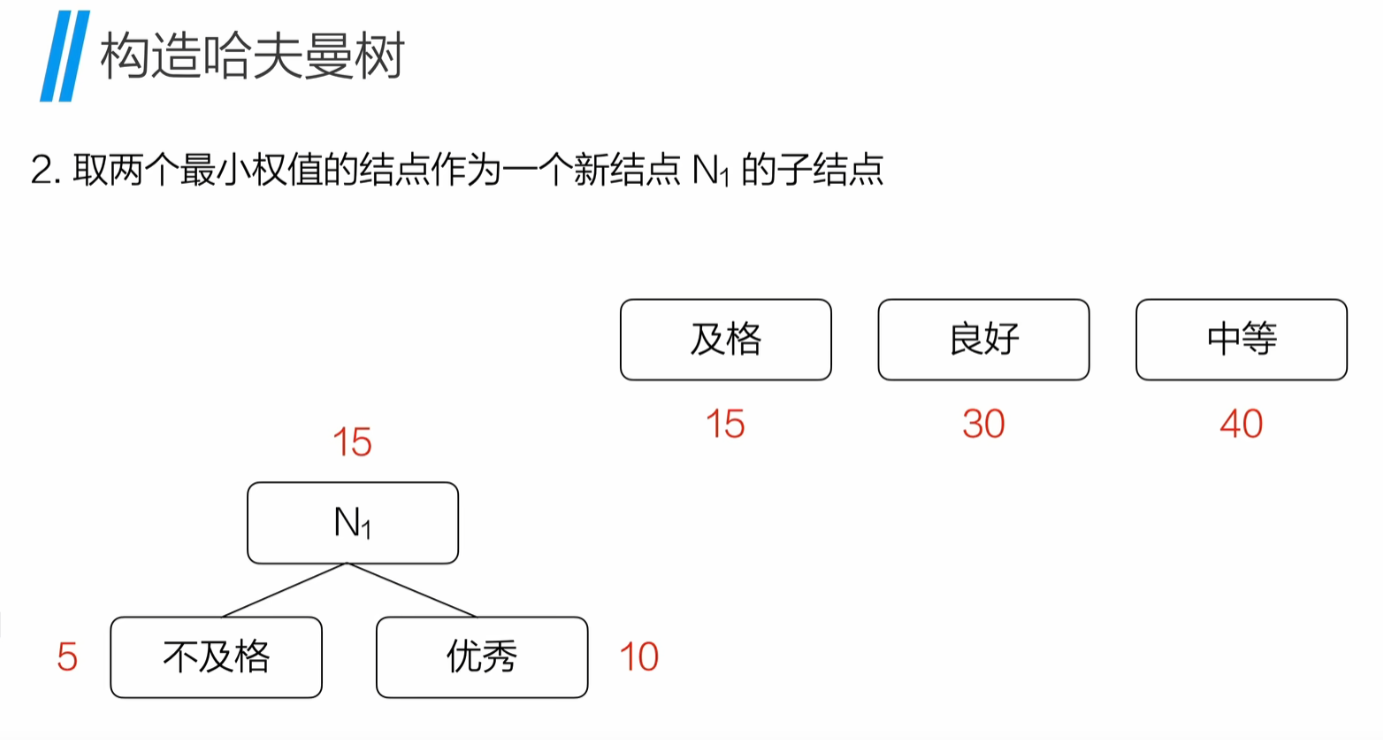 构造哈夫曼树
2. 取两个最小权值的结点作为一个新结点 N₁ 的子结点
及格 良好 中等
15 30 40
15
N₁
5 不及格 优秀 10